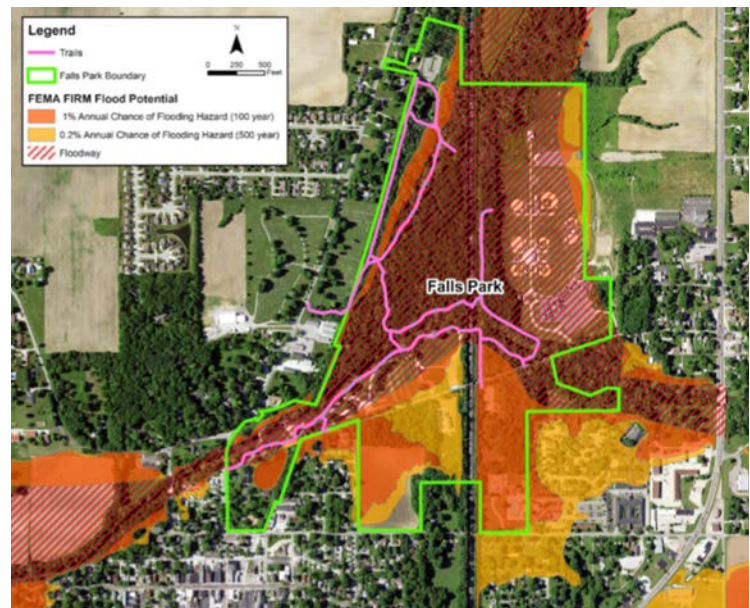 Legend
Trails
Falls Park Boundary
0 250 500
Feet
FEMA FIRM Flood Potential
1% Annual Chance of Flooding Hazard (100 year)
0.2% Annual Chance of Flooding Hazard (500 year)
Floodway
Falls Park